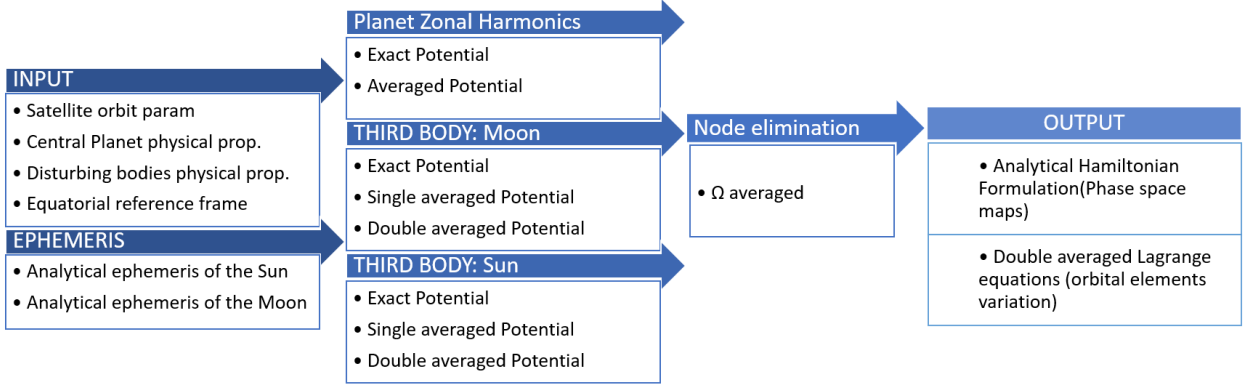 INPUT
• Satellite orbit param
• Central Planet physical prop.
• Disturbing bodies physical prop.
• Equatorial reference frame
EPHEMERIS
• Analytical ephemeris of the Sun
• Analytical ephemeris of the Moon
Planet Zonal Harmonics
• Exact Potential
• Averaged Potential
THIRD BODY: Moon
• Exact Potential
• Single averaged Potential
• Double averaged Potential
THIRD BODY: Sun
• Exact Potential
• Single averaged Potential
• Double averaged Potential
Node elimination
• Ω averaged
OUTPUT
• Analytical Hamiltonian
Formulation(Phase space
maps)
• Double averaged Lagrange
equations (orbital elements
variation)